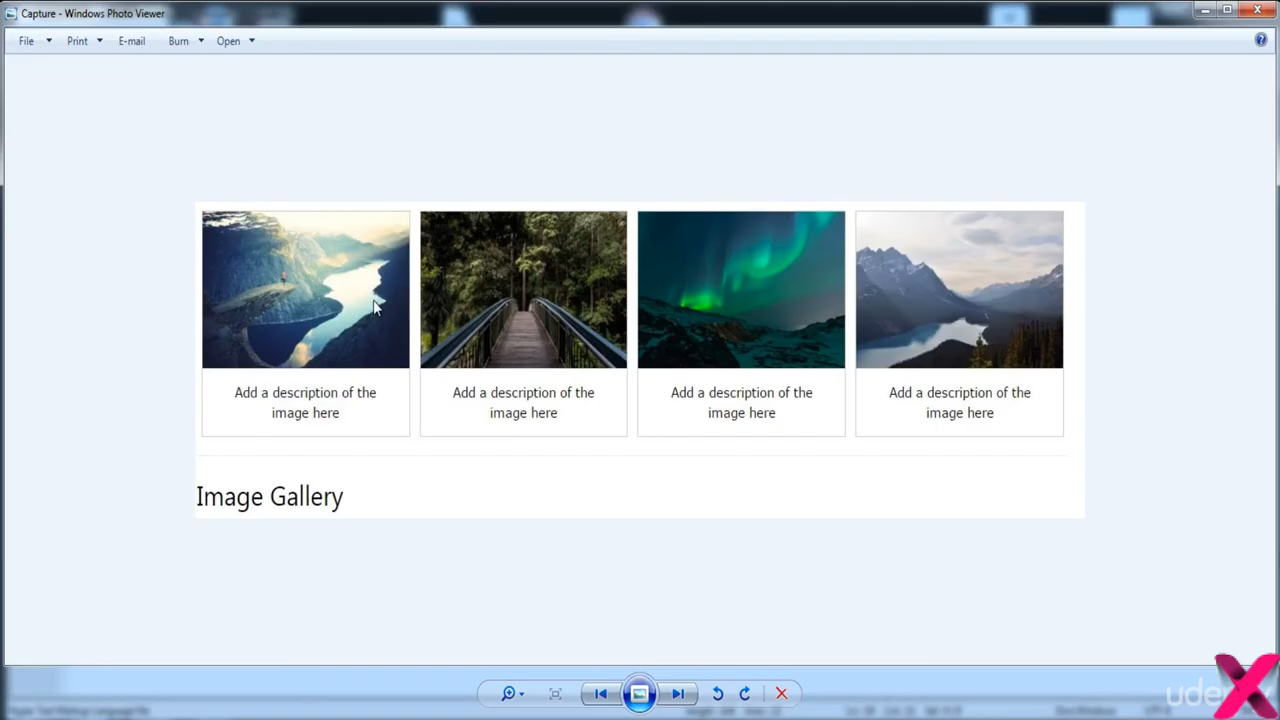 Capture - Windows Photo Viewer
File Print E-mail Burn Open
Add a description of the
image here
Add a description of the
image here
Add a description of the
image here
Add a description of the
image here
Image Gallery